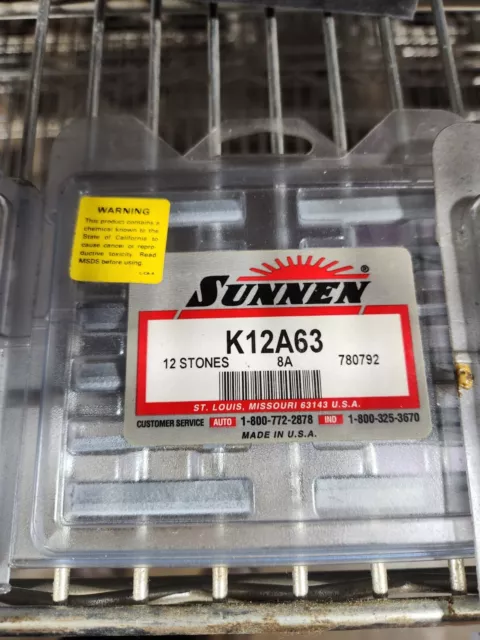 WARNING
This product contains a
chemical known to the
State of California to
cause cancer or repro-
ductive toxicity. Read
MSDS before using.
SUNNEN®
K12A63
12 STONES 8A 780792
ST. LOUIS, MISSOURI 63143 U.S.A.
CUSTOMER SERVICE AUTO 1-800-772-2878 IND 1-800-325-3670
MADE IN U.S.A.